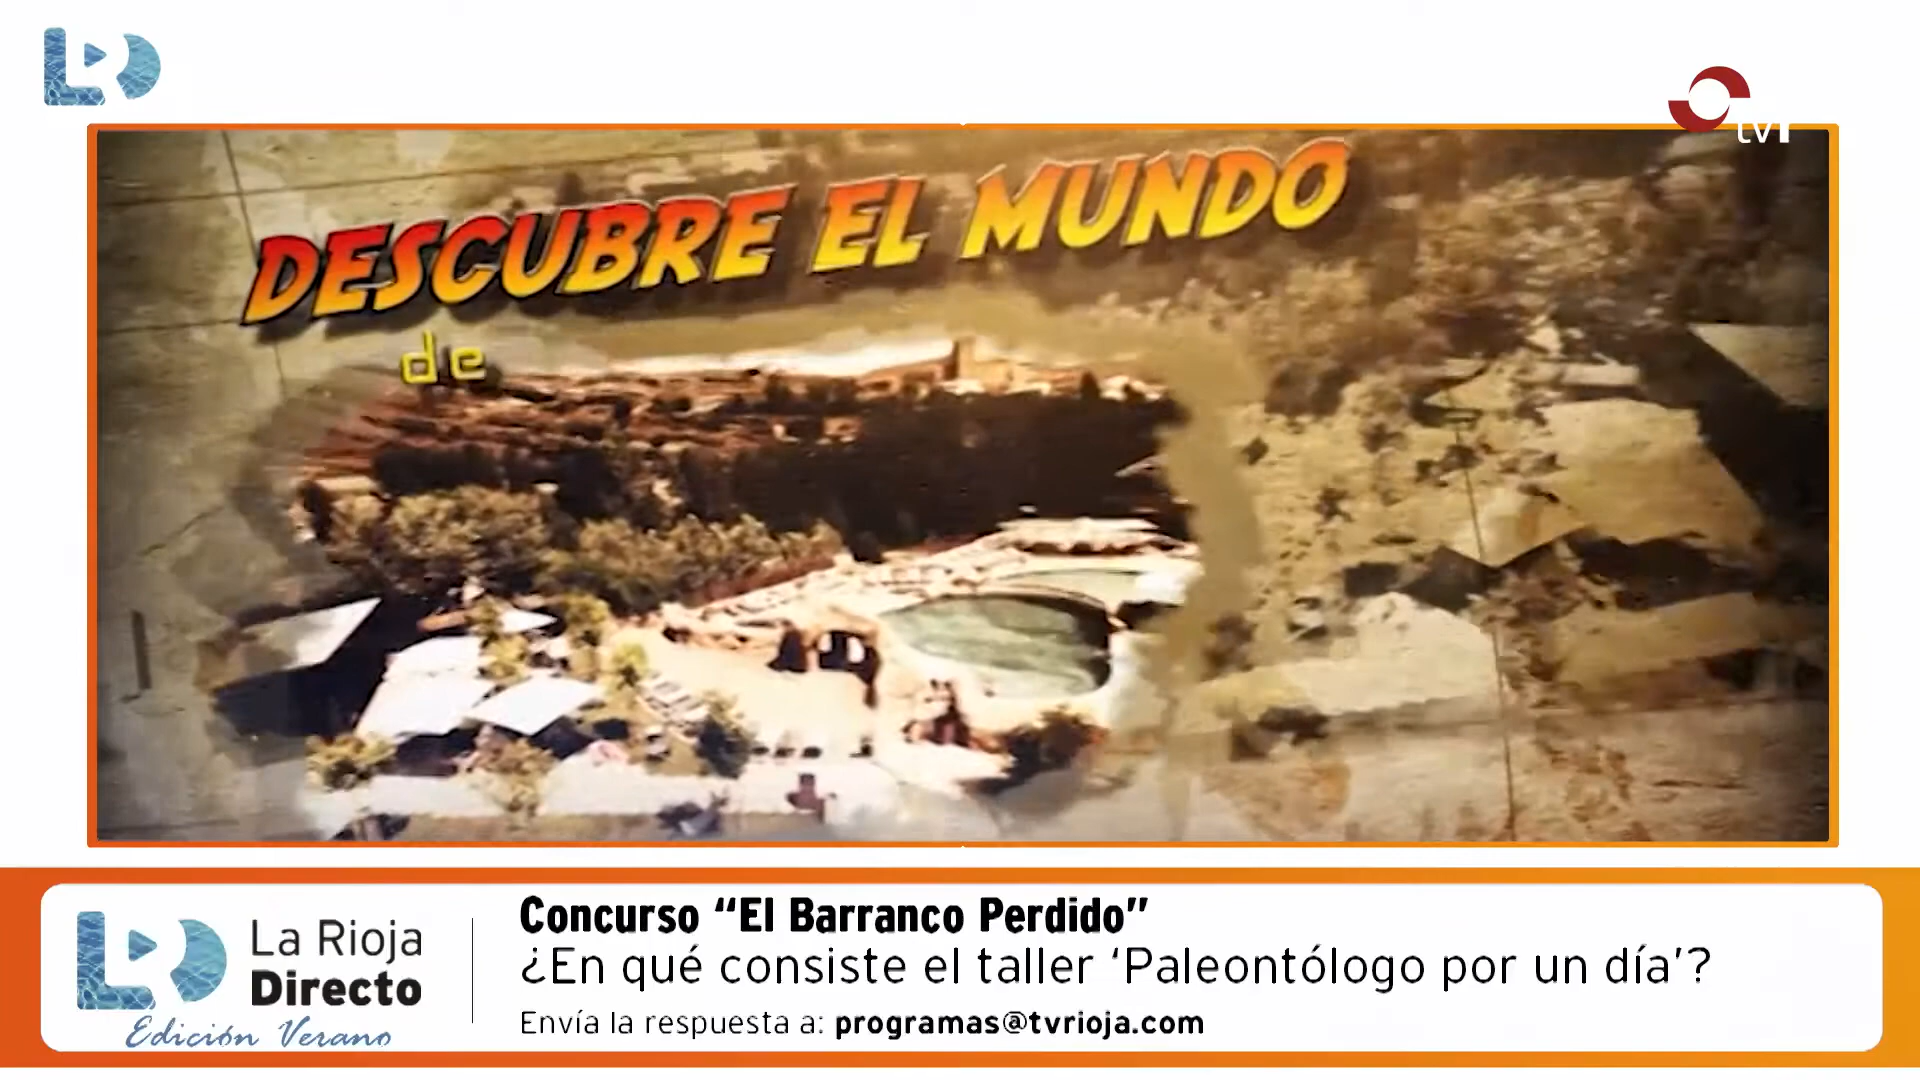 tvr
DESCUBRE EL MUNDO
de
La Rioja
Directo
Edición Verano
Concurso “El Barranco Perdido”
¿En qué consiste el taller ‘Paleontólogo por un día’?
Envía la respuesta a: programas@tvrioja.com